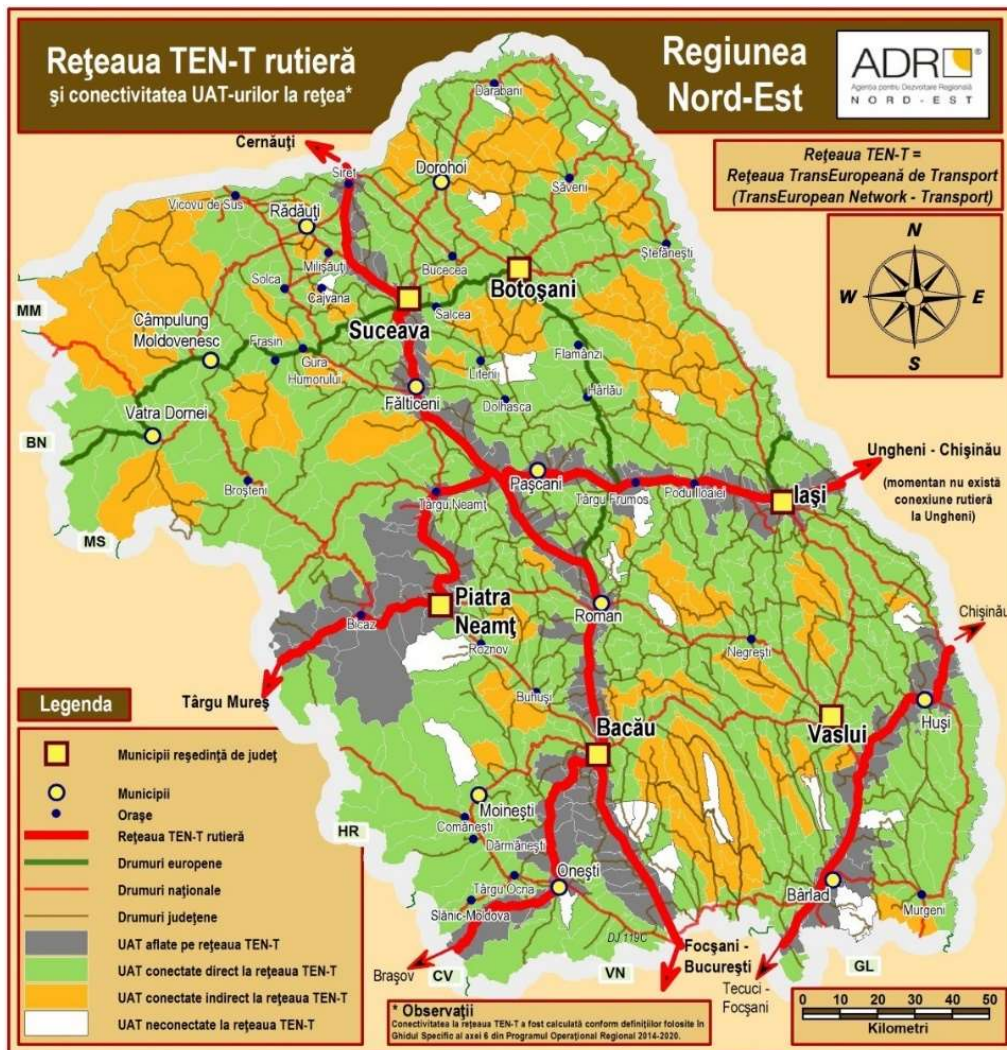 Reţeaua TEN-T rutieră
şi conectivitatea UAT-urilor la reţea*
Regiunea
Nord-Est
ADR
Agenţia pentru Dezvoltare Regională
NORD-EST
Reţeaua TEN-T =
Reţeaua TransEuropeană de Transport
(TransEuropean Network - Transport)
N
W
E
S
Cernăuţi
Darabani
Siret
Dorohoi
Săveni
Vicovu de Sus
Rădăuţi
Ştefăneşti
Milişăuţi
Bucecea
Solca
Cajvana
Botoşani
MM
Salcea
Suceava
Câmpulung
Moldovenesc
Frasin
Gura
Humorului
Liteni
Flamânzi
Fălticeni
Dolhasca
Hârlău
Vatra Dornei
BN
Ungheni - Chişinău
(momentan nu există
conexiune rutieră
la Ungheni)
Broşteni
Târgu Neamţ
Paşcani
Târgu Frumos
Podu Iloaiei
Iaşi
MS
Piatra
Neamţ
Bicaz
Roman
Chişinău
Roznov
Negreşti
Târgu Mureş
Buhuşi
Huşi
Bacău
Vaslui
Moineşti
HR
Comăneşti
Dărmăneşti
Târgu Ocna
Oneşti
Slănic-Moldova
Bârlad
Murgeni
DJ 119C
Braşov
CV
VN
Focşani -
Bucureşti
Tecuci -
Focşani
GL
Legenda
Municipii reşedinţă de judeţ
Municipii
Oraşe
Reţeaua TEN-T rutieră
Drumuri europene
Drumuri naţionale
Drumuri judeţene
UAT aflate pe reţeaua TEN-T
UAT conectate direct la reţeaua TEN-T
UAT conectate indirect la reţeaua TEN-T
UAT neconectate la reţeaua TEN-T
* Observaţii
Conectivitatea la reţeaua TEN-T a fost calculată conform definiţiilor folosite în
Ghidul Specific al axei 6 din Programul Operaţional Regional 2014-2020.
0 10 20 30 40 50
Kilometri